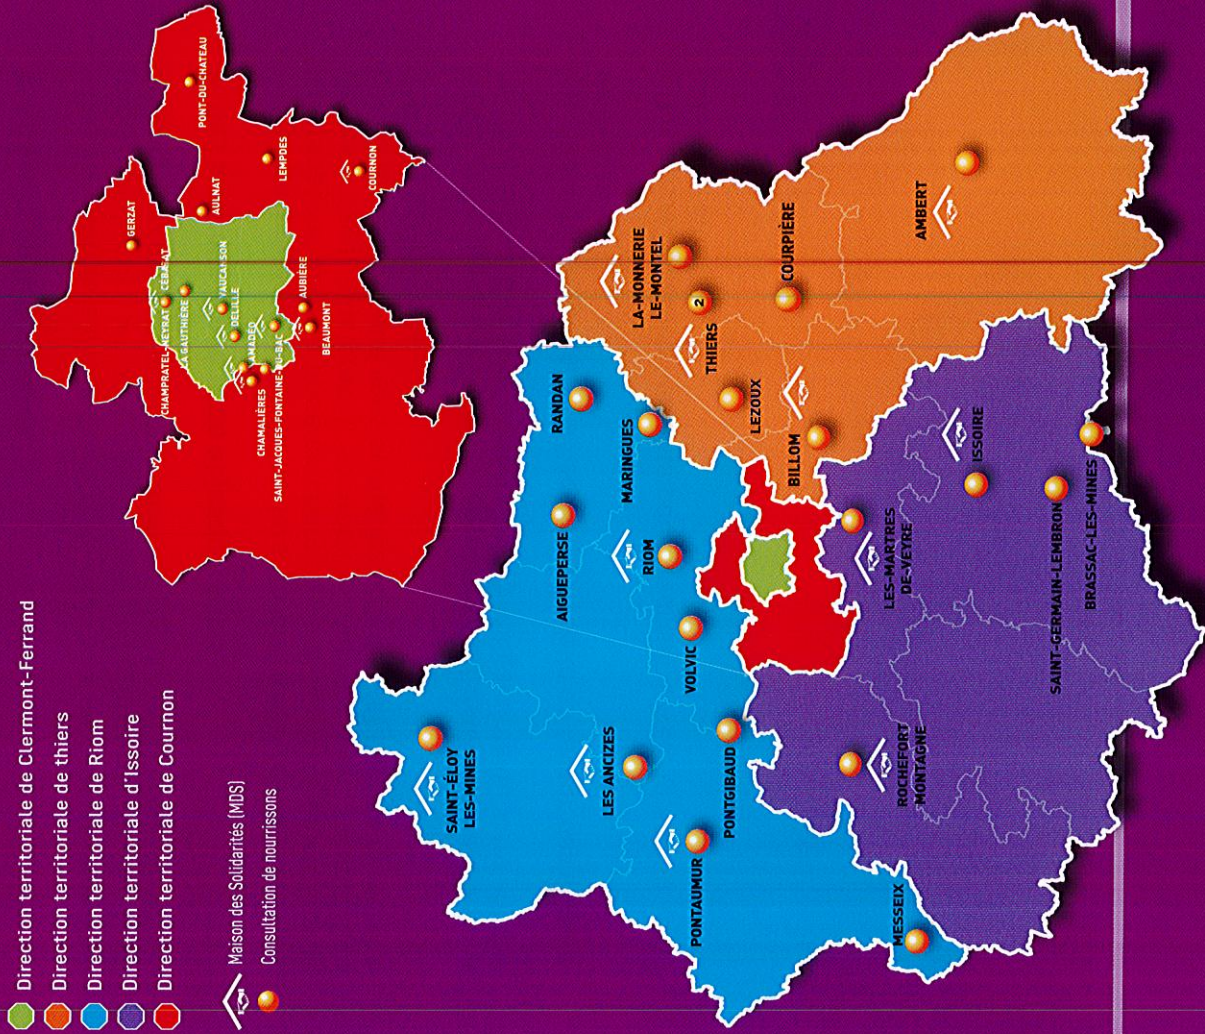 Direction territoriale de Clermont-Ferrand
Direction territoriale de thiers
Direction territoriale de Riom
Direction territoriale d'Issoire
Direction territoriale de Cournon
Maison des Solidarités (MDS)
Consultation de nourrissons
GERZAT
PONT-DU-CHATEAU
AULNAT
LEMPDES
COURNON
CHAMPRATEL-NEYRAT
CÉBAZAT
LA GAUTHIÈRE
VAUCANSON
DELILLE
AMADÉO
CHAMALIÈRES
SAINT-JACQUES-FONTAINE-DU-BAC
AUBIÈRE
BEAUMONT
SAINT-ÉLOY
LES-MINES
LES ANCIZES
PONTAUMUR
PONTGIBAUD
MESSEIX
VOLVIC
RIOM
AIGUEPERSE
RANDAN
MARINGUES
LA-MONNERIE
LE-MONTEL
THIERS
2
COURPIÈRE
LEZOUX
BILLOM
AMBERT
LES-MARTRES
DE-VEYRE
ISSOIRE
SAINT-GERMAIN-LEMBRON
BRASSAC-LES-MINES
ROCHEFORT
MONTAGNE